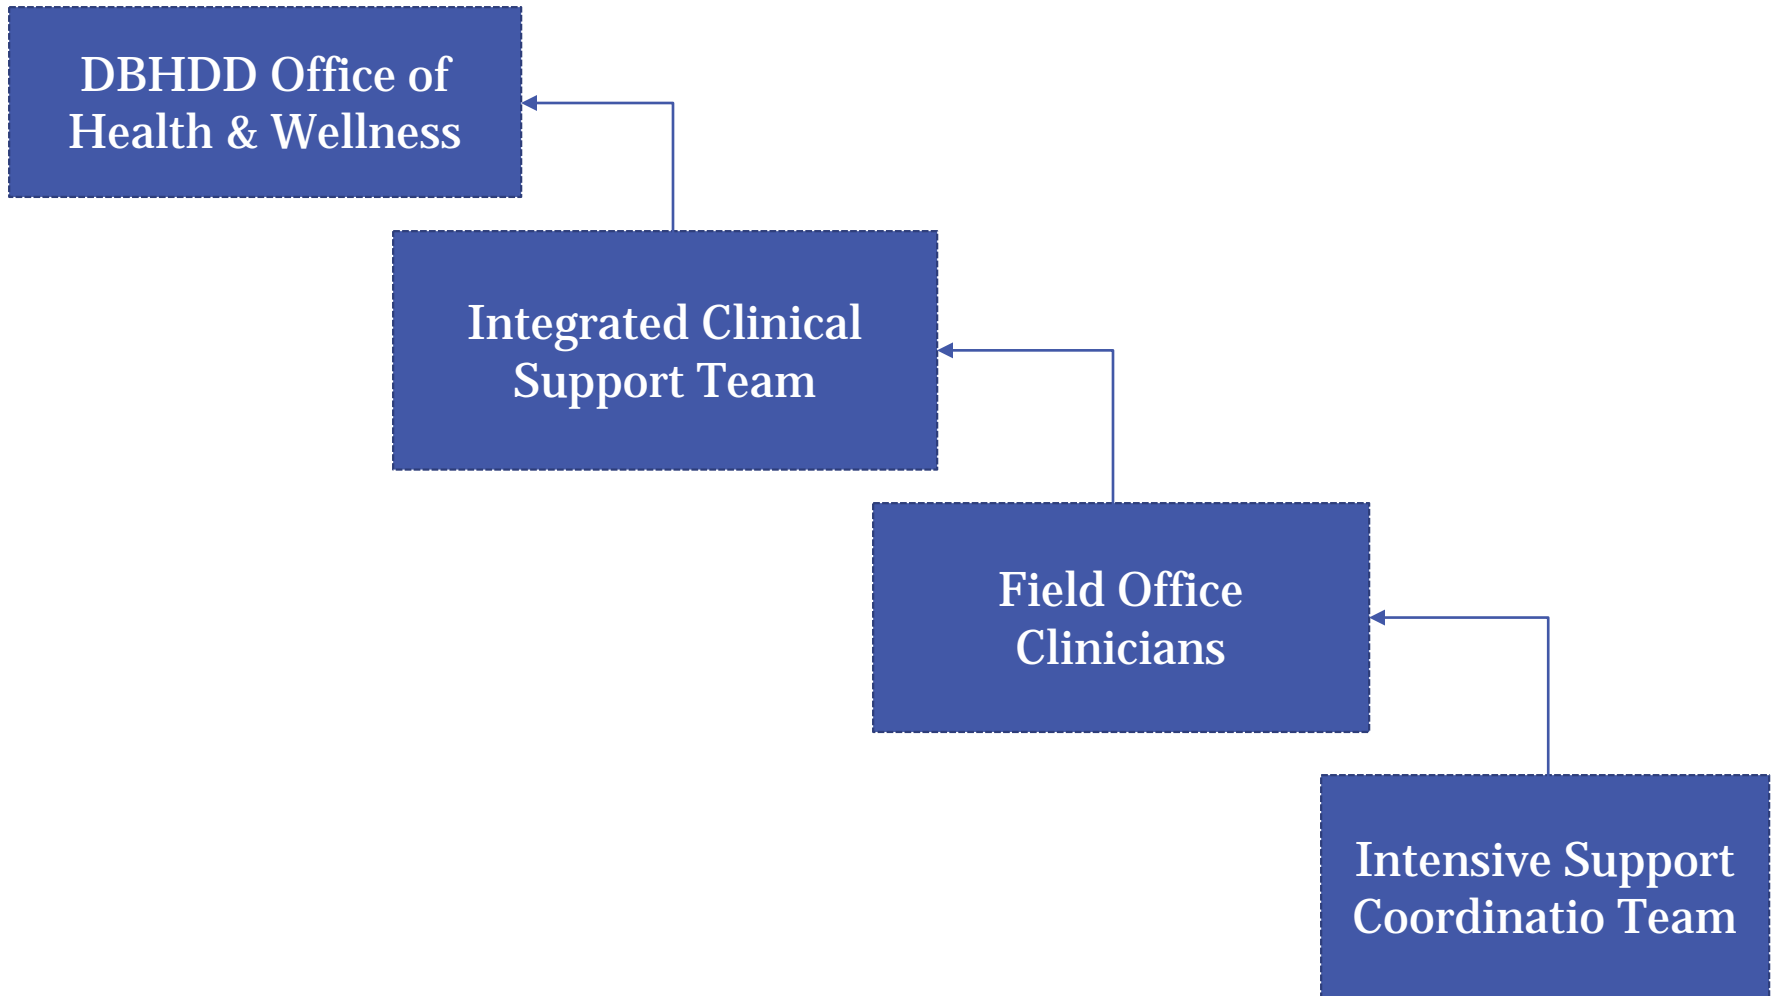 DBHDD Office of
Health & Wellness
Integrated Clinical
Support Team
Field Office
Clinicians
Intensive Support
Coordinatio Team